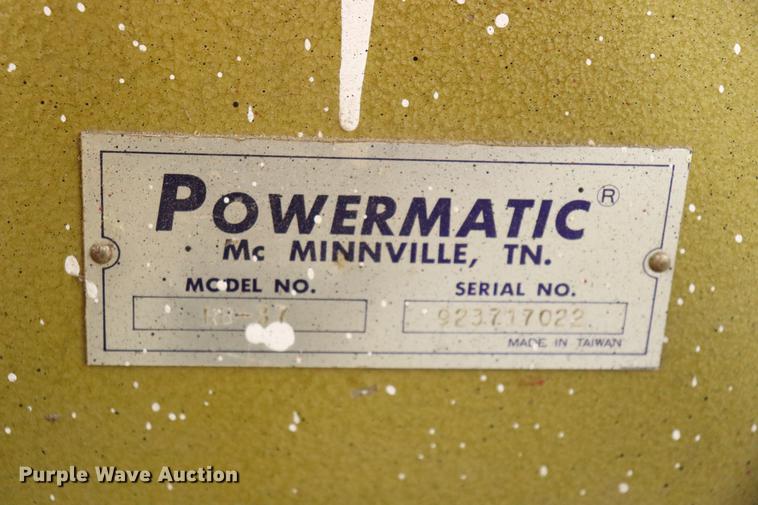 POWERMATIC®
Mc MINNVILLE, TN.
MODEL NO.
SERIAL NO.
923717022
MADE IN TAIWAN
Purple Wave Auction